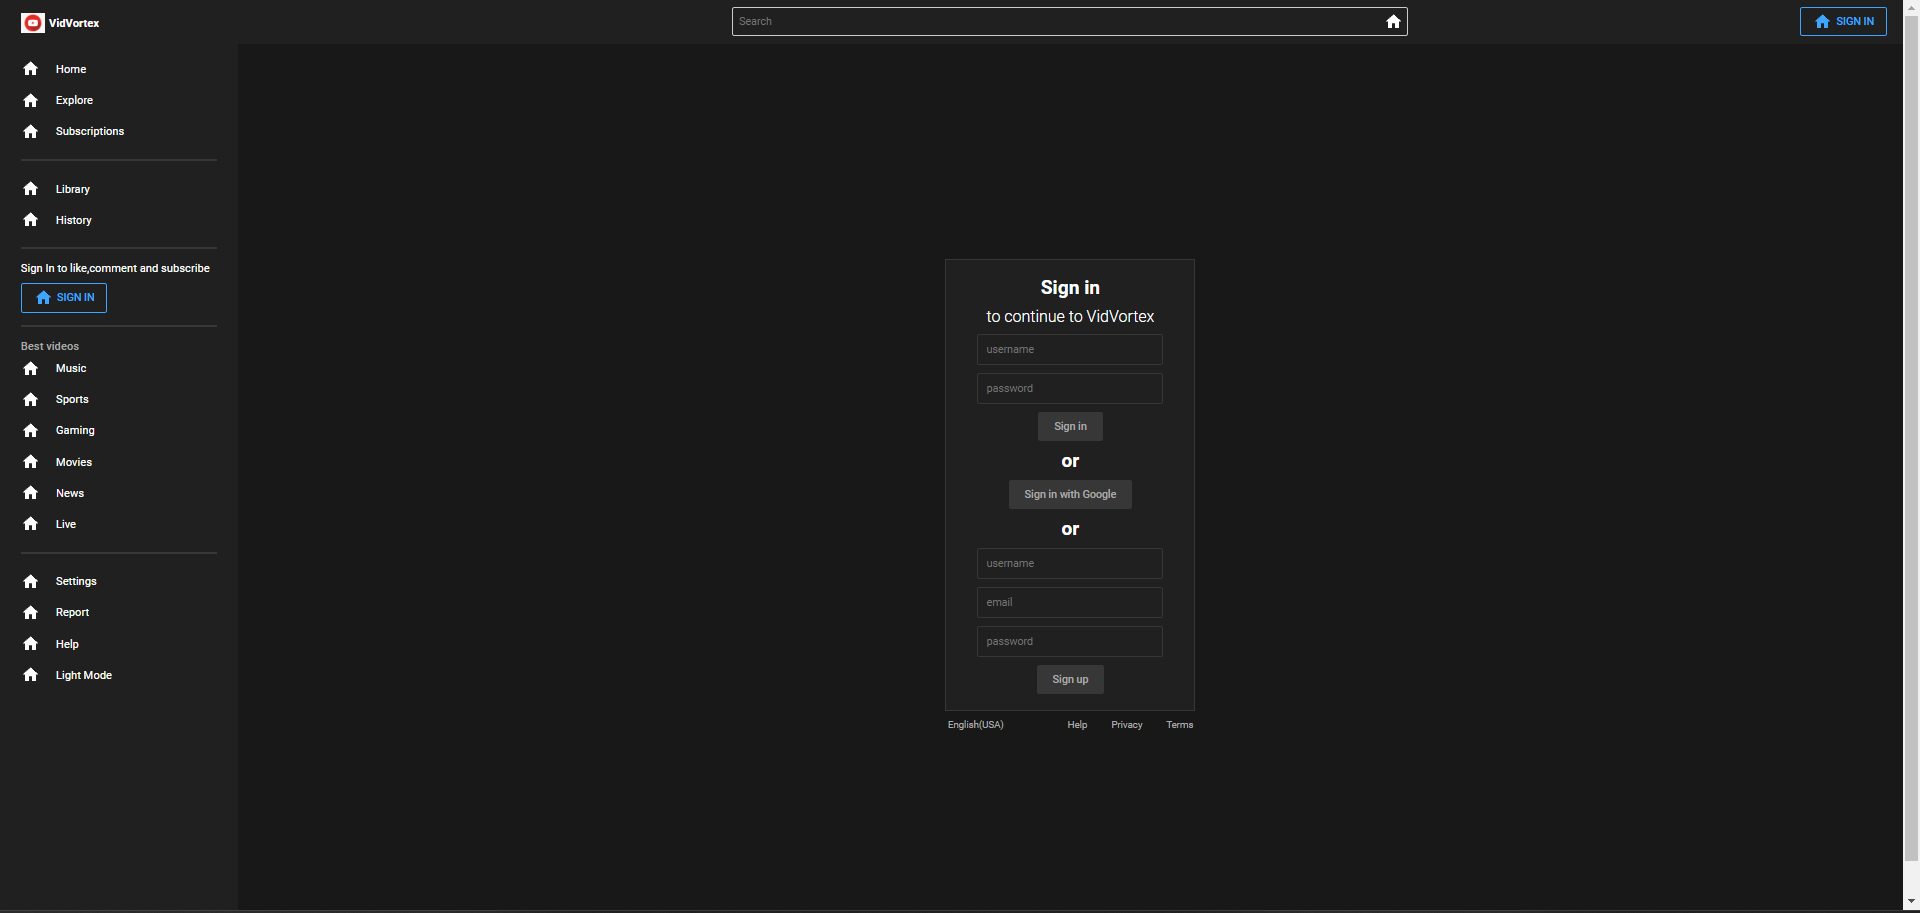 VidVortex
Search
SIGN IN
Home
Explore
Subscriptions
Library
History
Sign In to like,comment and subscribe
SIGN IN
Best videos
Music
Sports
Gaming
Movies
News
Live
Settings
Report
Help
Light Mode
Sign in
to continue to VidVortex
username
password
Sign in
or
Sign in with Google
or
username
email
password
Sign up
English(USA) Help Privacy Terms